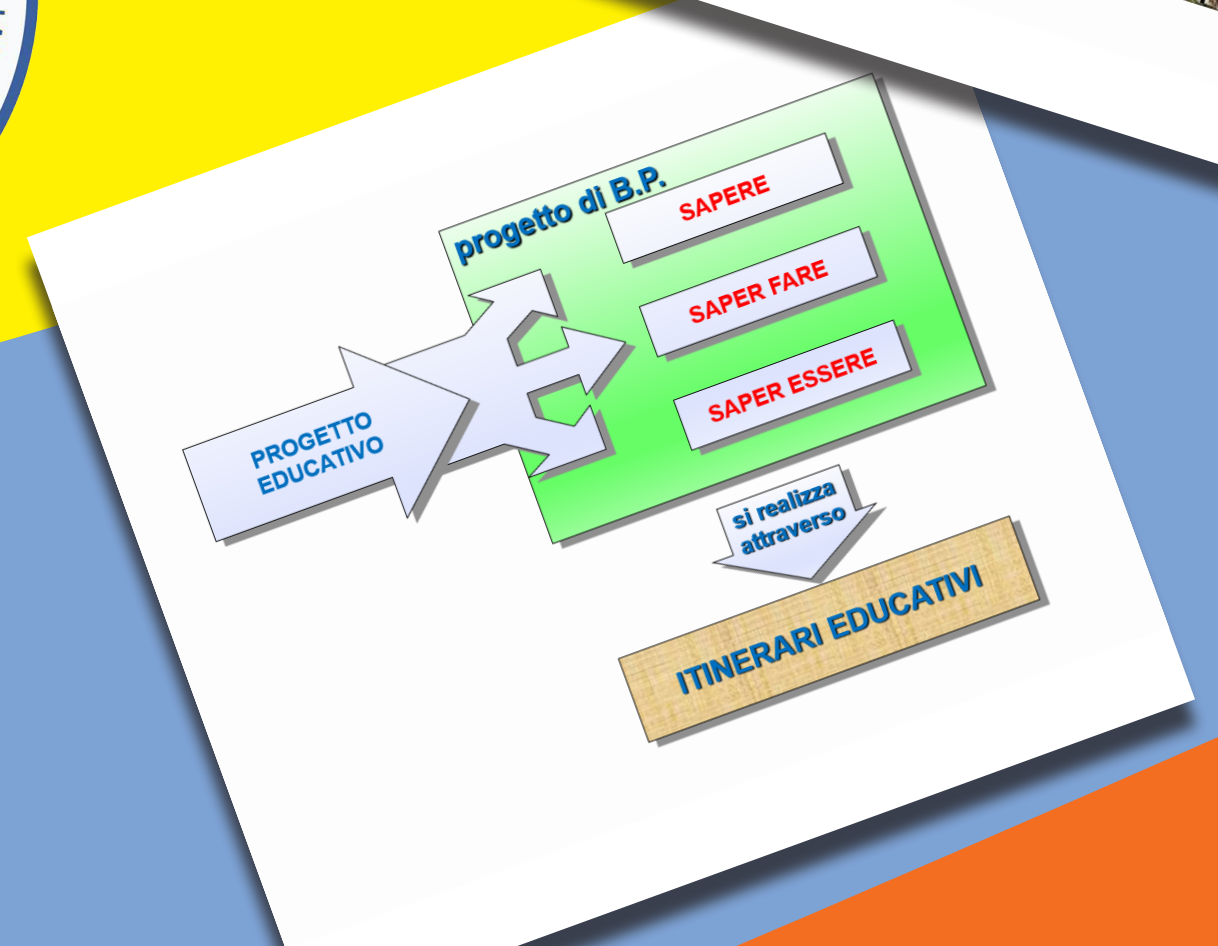 progetto di B.P.
SAPERE
SAPER FARE
SAPER ESSERE
PROGETTO
EDUCATIVO
si realizza
attraverso
ITINERARI EDUCATIVI